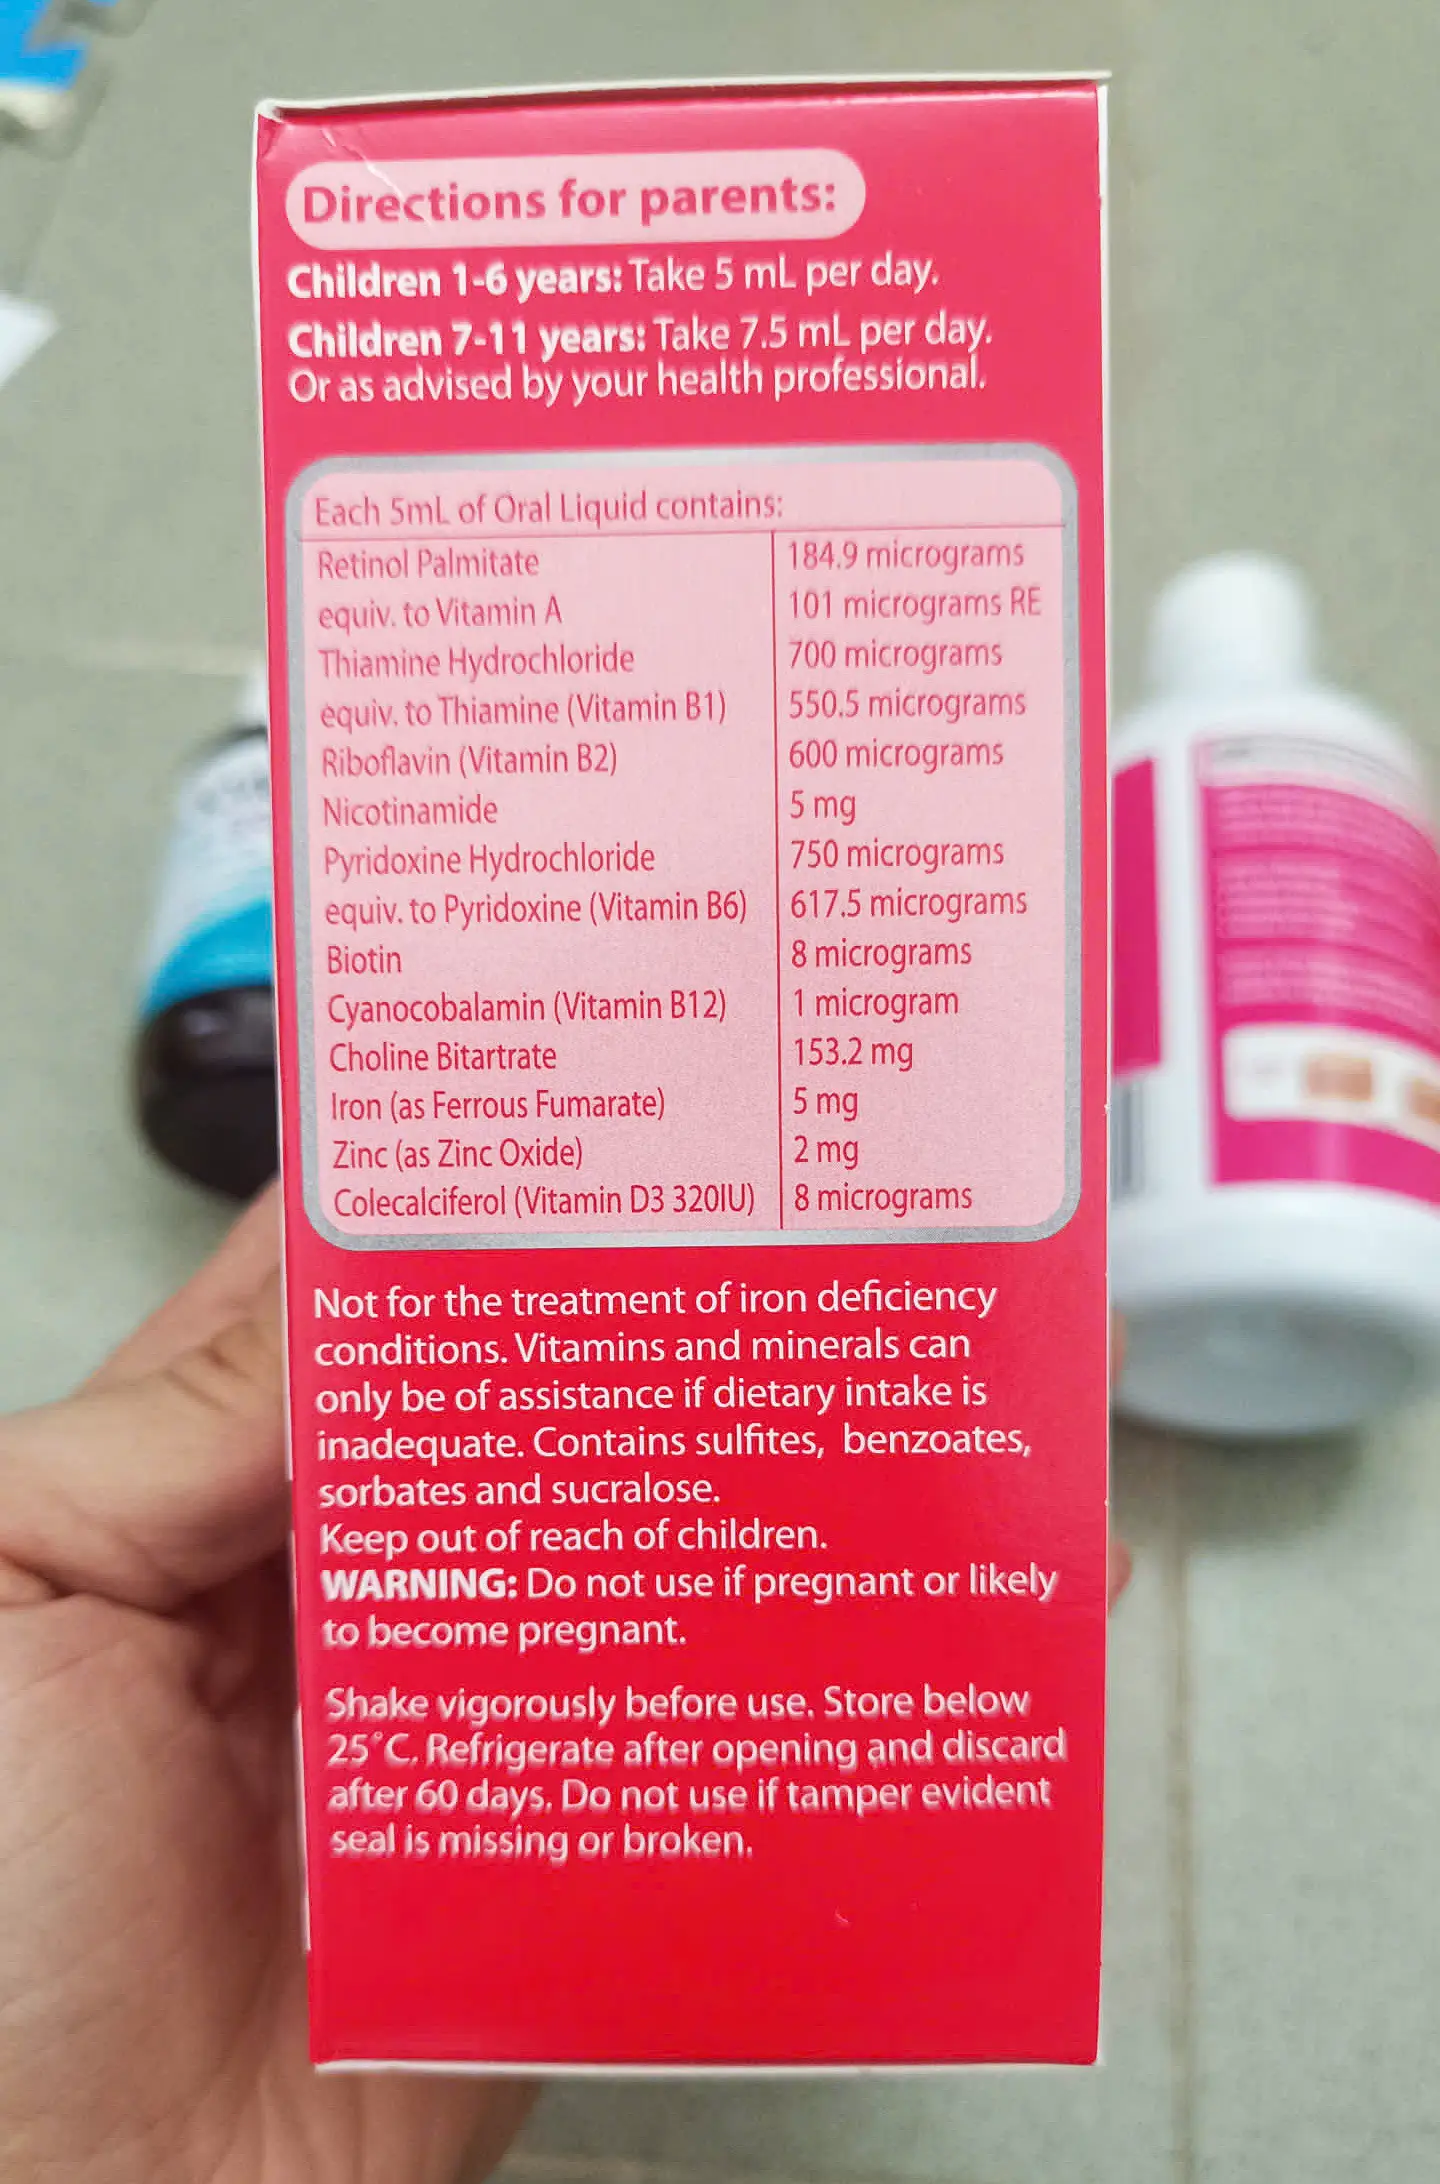 Directions for parents:
Children 1-6 years: Take 5 mL per day.
Children 7-11 years: Take 7.5 mL per day.
Or as advised by your health professional.
Each 5mL of Oral Liquid contains:
Retinol Palmitate 184.9 micrograms
equiv. to Vitamin A 101 micrograms RE
Thiamine Hydrochloride 700 micrograms
equiv. to Thiamine (Vitamin B1) 550.5 micrograms
Riboflavin (Vitamin B2) 600 micrograms
Nicotinamide 5 mg
Pyridoxine Hydrochloride 750 micrograms
equiv. to Pyridoxine (Vitamin B6) 617.5 micrograms
Biotin 8 micrograms
Cyanocobalamin (Vitamin B12) 1 microgram
Choline Bitartrate 153.2 mg
Iron (as Ferrous Fumarate) 5 mg
Zinc (as Zinc Oxide) 2 mg
Colecalciferol (Vitamin D3 320IU) 8 micrograms
Not for the treatment of iron deficiency
conditions. Vitamins and minerals can
only be of assistance if dietary intake is
inadequate. Contains sulfites, benzoates,
sorbates and sucralose.
Keep out of reach of children.
WARNING: Do not use if pregnant or likely
to become pregnant.
Shake vigorously before use. Store below
25°C. Refrigerate after opening and discard
after 60 days. Do not use if tamper evident
seal is missing or broken.